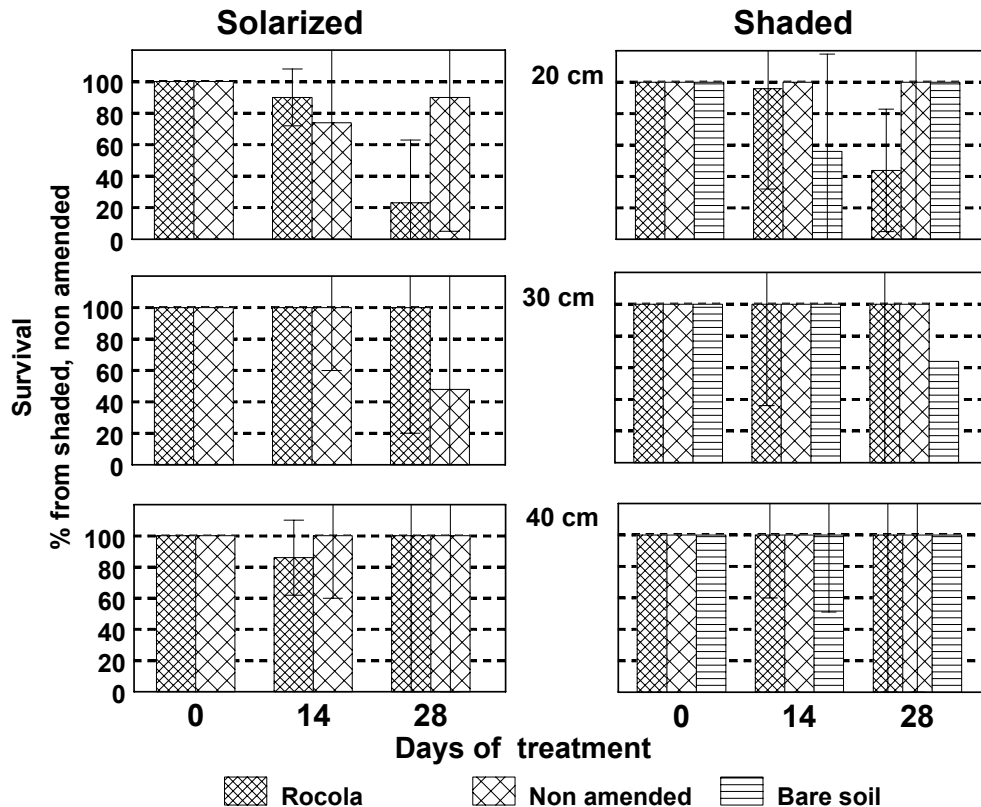 Solarized
Shaded
Survival
% from shaded, non amended
20 cm
100
80
60
40
20
0
30 cm
100
80
60
40
20
0
40 cm
100
80
60
40
20
0
0 14 28
0 14 28
Days of treatment
Rocola
Non amended
Bare soil